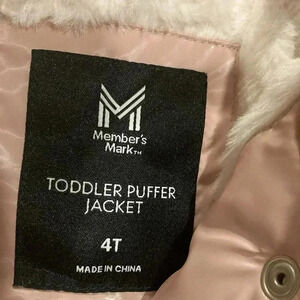 Member's
Mark™
TODDLER PUFFER
JACKET
4T
MADE IN CHINA